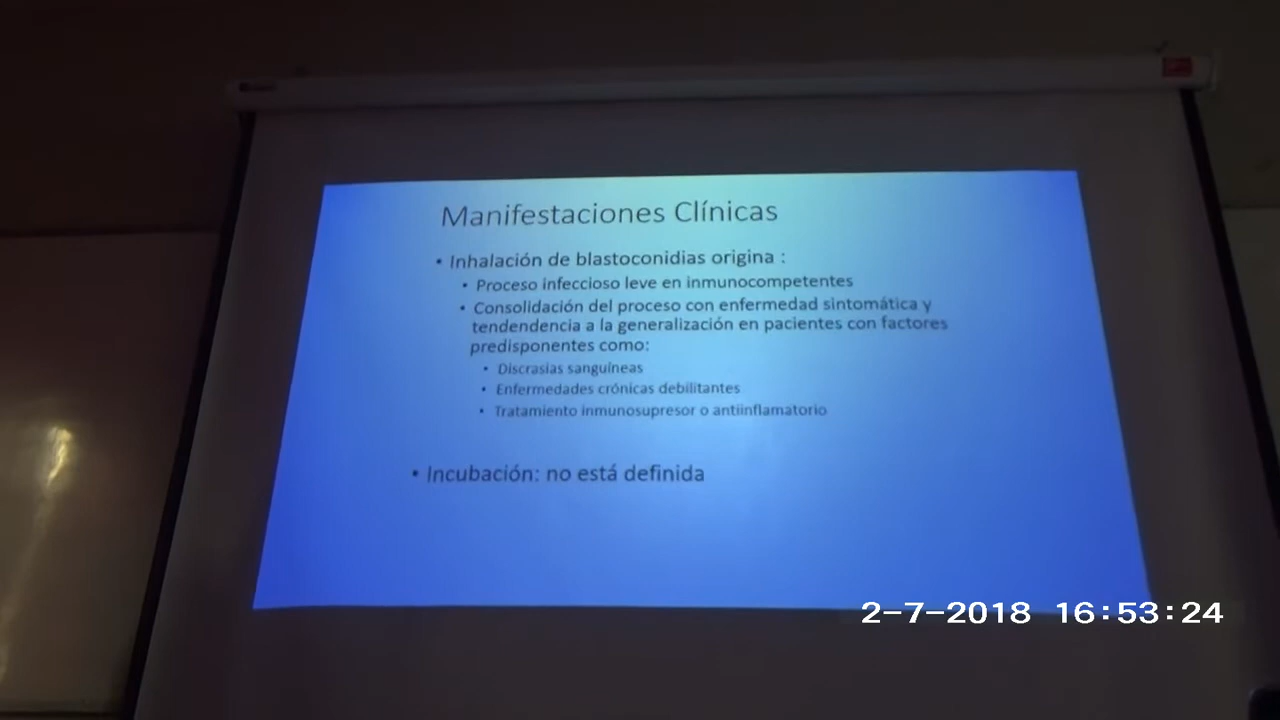 Manifestaciones Clínicas
• Inhalación de blastoconidias origina :
• Proceso infeccioso leve en inmunocompetentes
• Consolidación del proceso con enfermedad sintomática y
tendendencia a la generalización en pacientes con factores
predisponentes como:
• Discrasias sanguíneas
• Enfermedades crónicas debilitantes
• Tratamiento inmunosupresor o antiinflamatorio
• Incubación: no está definida
2-7-2018 16:53:24